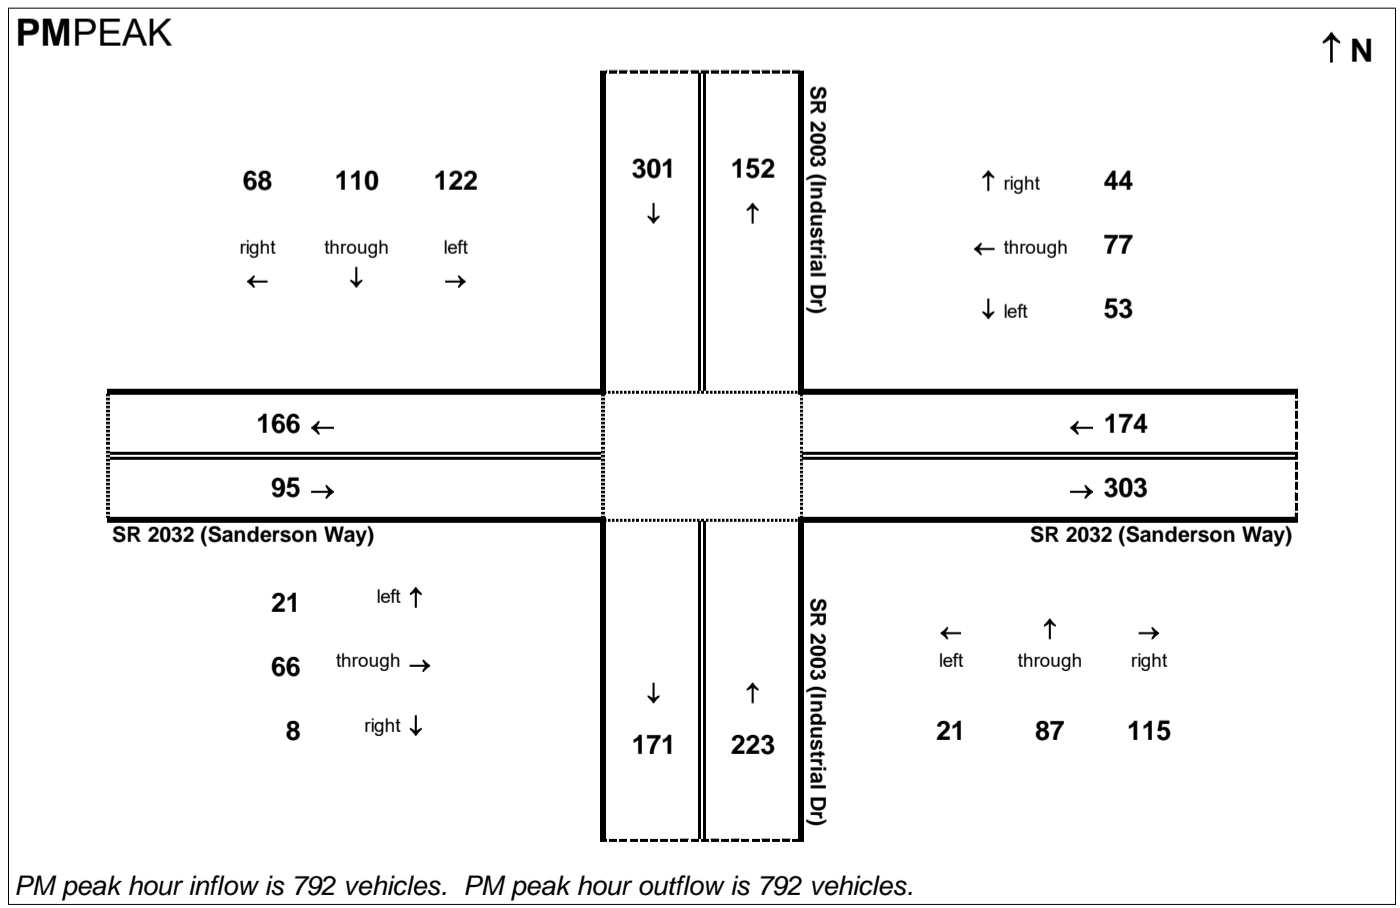 PMPEAK
↑ N
68 110 122
right through left
← ↓ →
301 152
↓ ↑
SR 2003 (Industrial Dr)
↑ right 44
← through 77
↓ left 53
166 ←
95 →
← 174
→ 303
SR 2032 (Sanderson Way)
SR 2032 (Sanderson Way)
21 left ↑
66 through →
8 right ↓
↓ ↑
171 223
SR 2003 (Industrial Dr)
← ↑ →
left through right
21 87 115
PM peak hour inflow is 792 vehicles. PM peak hour outflow is 792 vehicles.